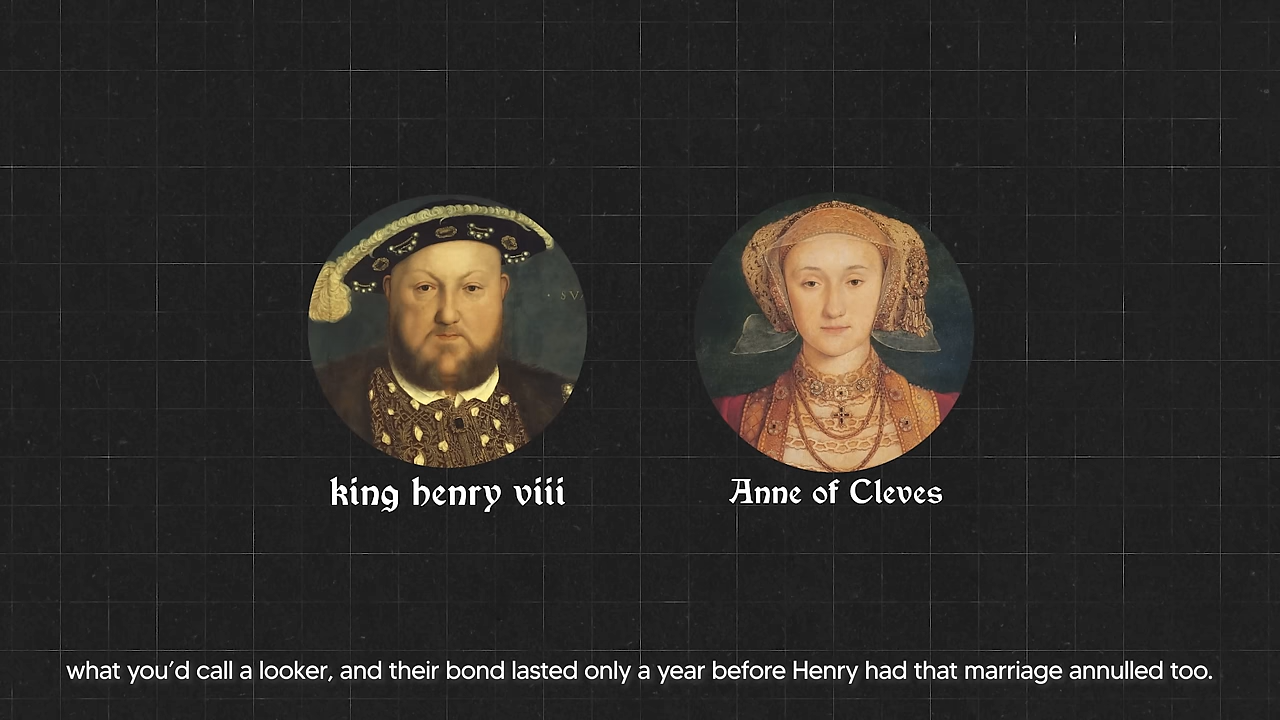 · SV
king henry viii
Anne of Cleves
what you'd call a looker, and their bond lasted only a year before Henry had that marriage annulled too.